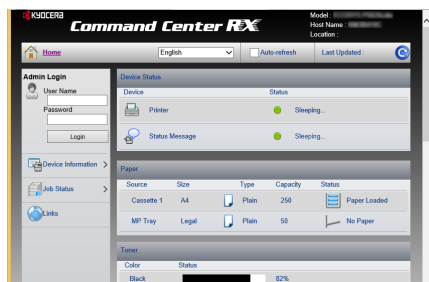 KYOCERA
Command Center RX
Model :
Host Name :
Location :
Home
English
Auto-refresh
Last Updated :
Admin Login
User Name
Password
Login
Device Information
Job Status
Links
Device Status
Device Status
Printer Sleeping...
Status Message Sleeping...
Paper
Source Size Type Capacity Status
Cassette 1 A4 Plain 250 Paper Loaded
MP Tray Legal Plain 50 No Paper
Toner
Color Status
Black 82%